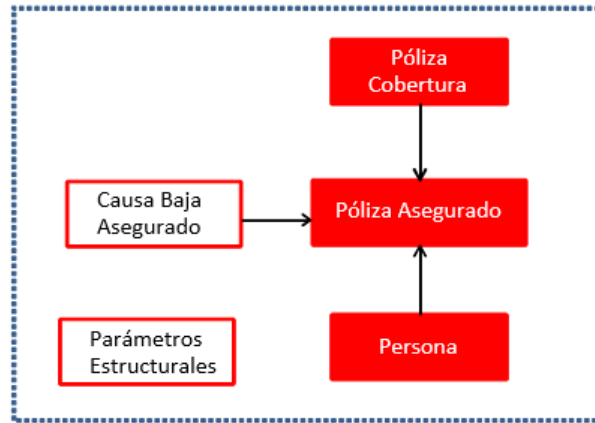 Póliza
Cobertura
Causa Baja
Asegurado
Póliza Asegurado
Parámetros
Estructurales
Persona